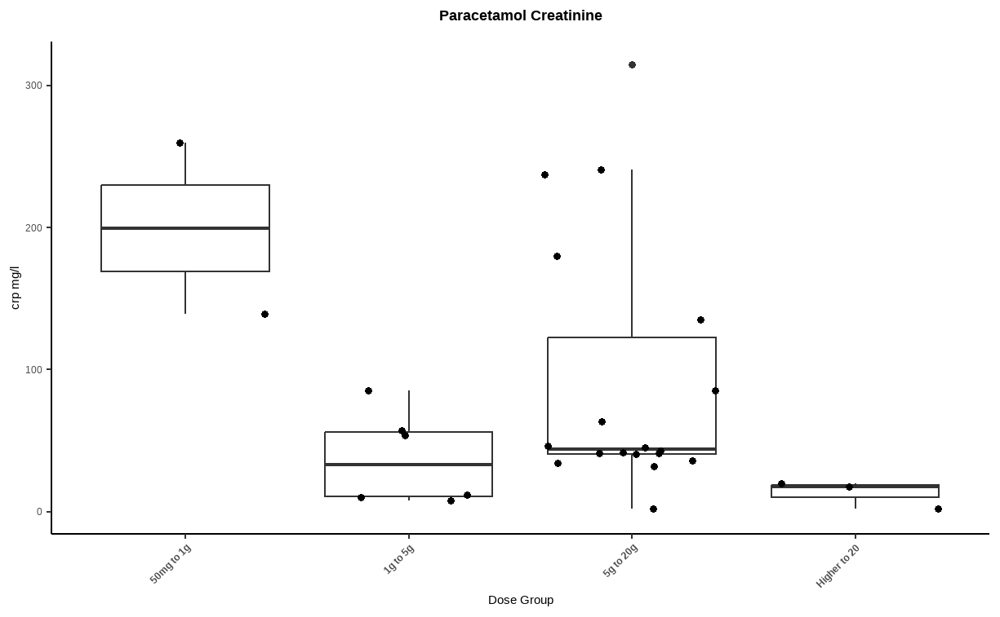 Paracetamol Creatinine
300
200
100
0
crp mg/l
50mg to 1g
1g to 5g
5g to 20g
Higher to 20
Dose Group